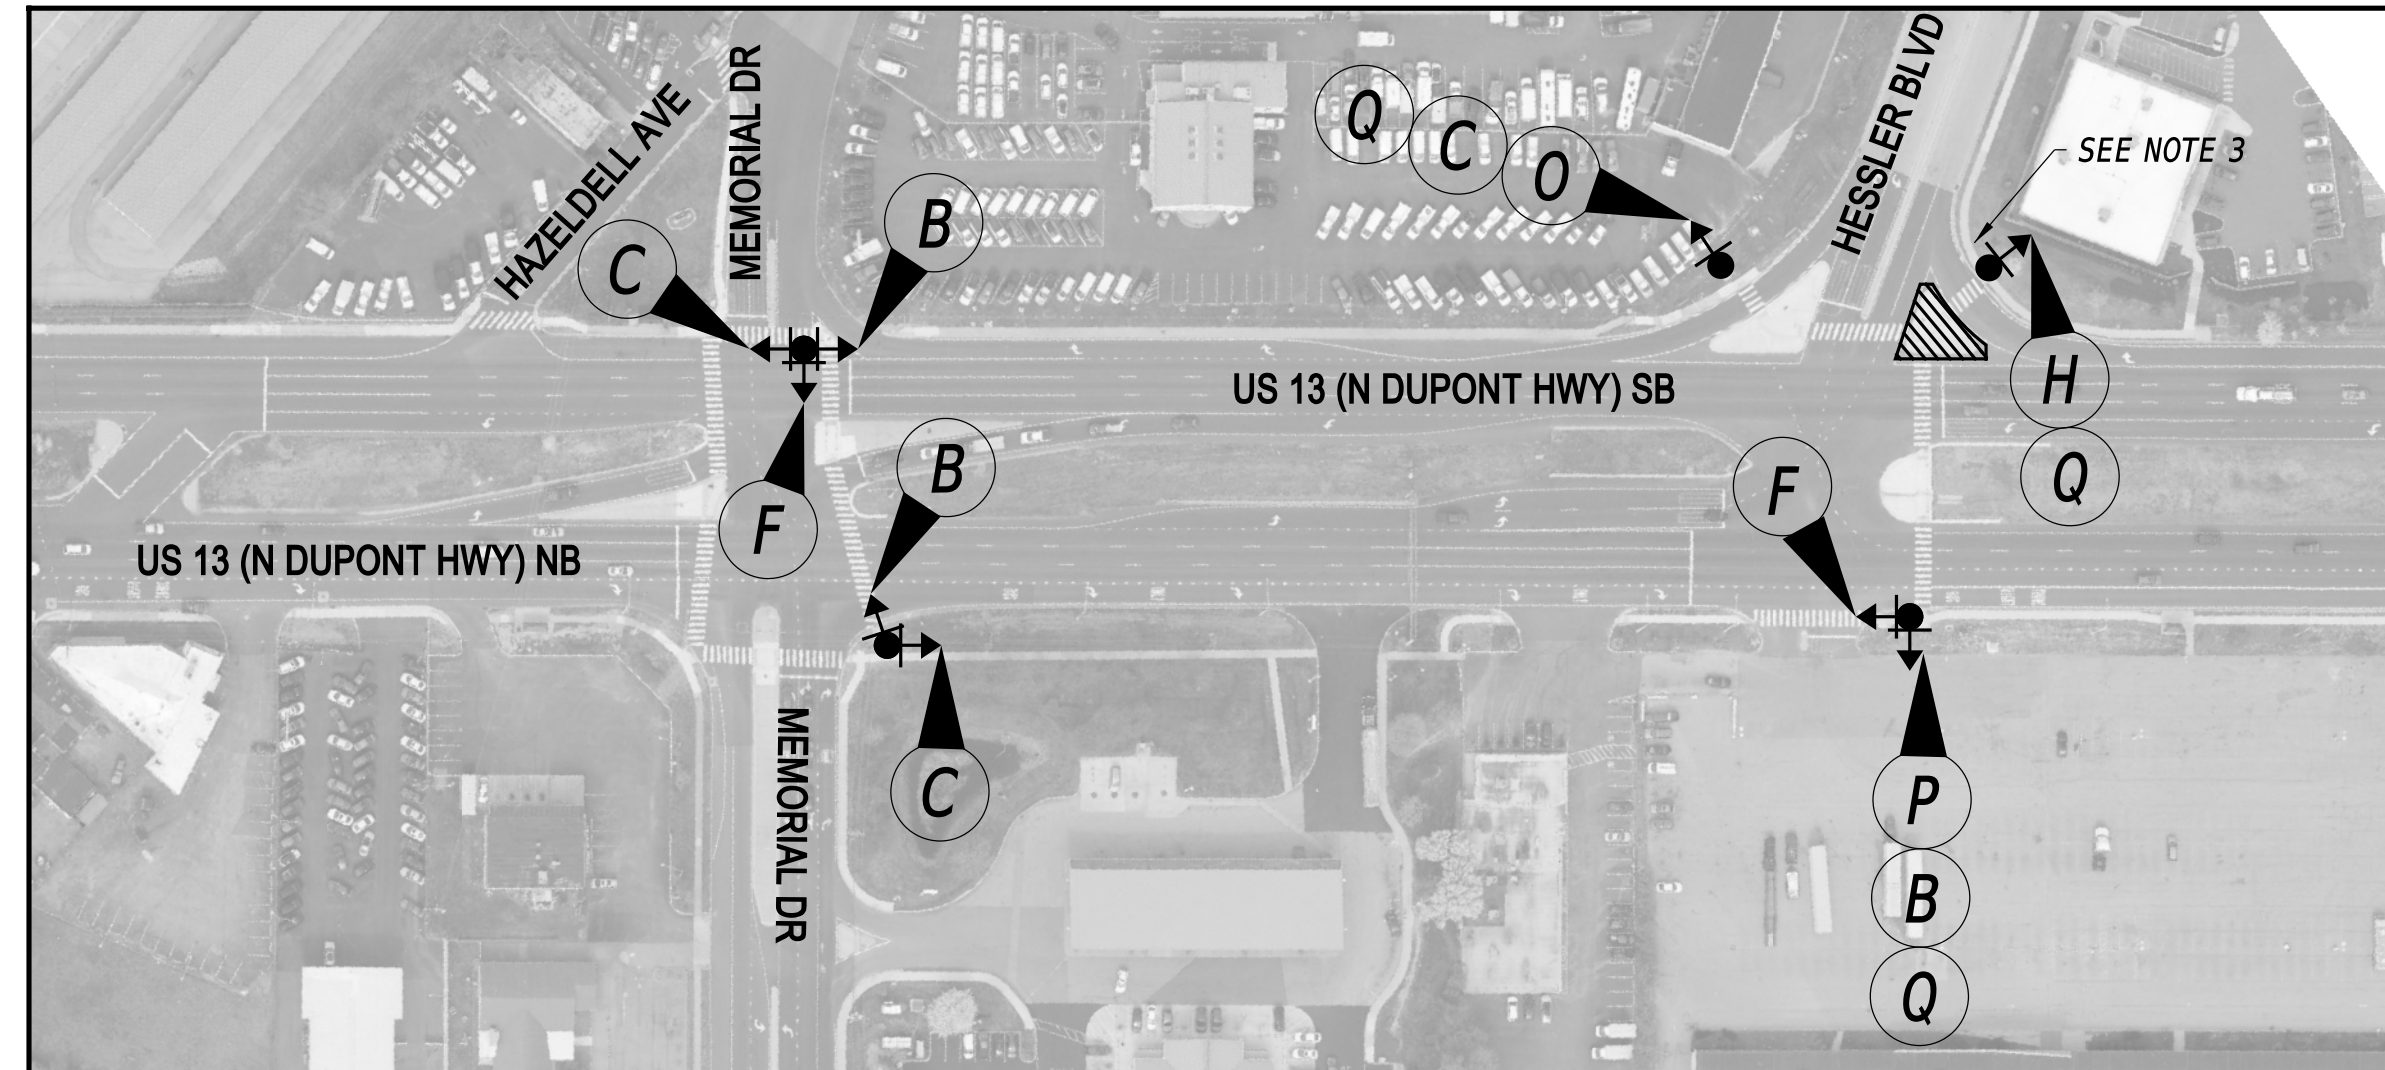 HAZELDELL AVE
MEMORIAL DR
HESSLER BLVD
SEE NOTE 3
Q
C
O
C
B
H
Q
US 13 (N DUPONT HWY) SB
B
F
F
US 13 (N DUPONT HWY) NB
C
MEMORIAL DR
P
B
Q